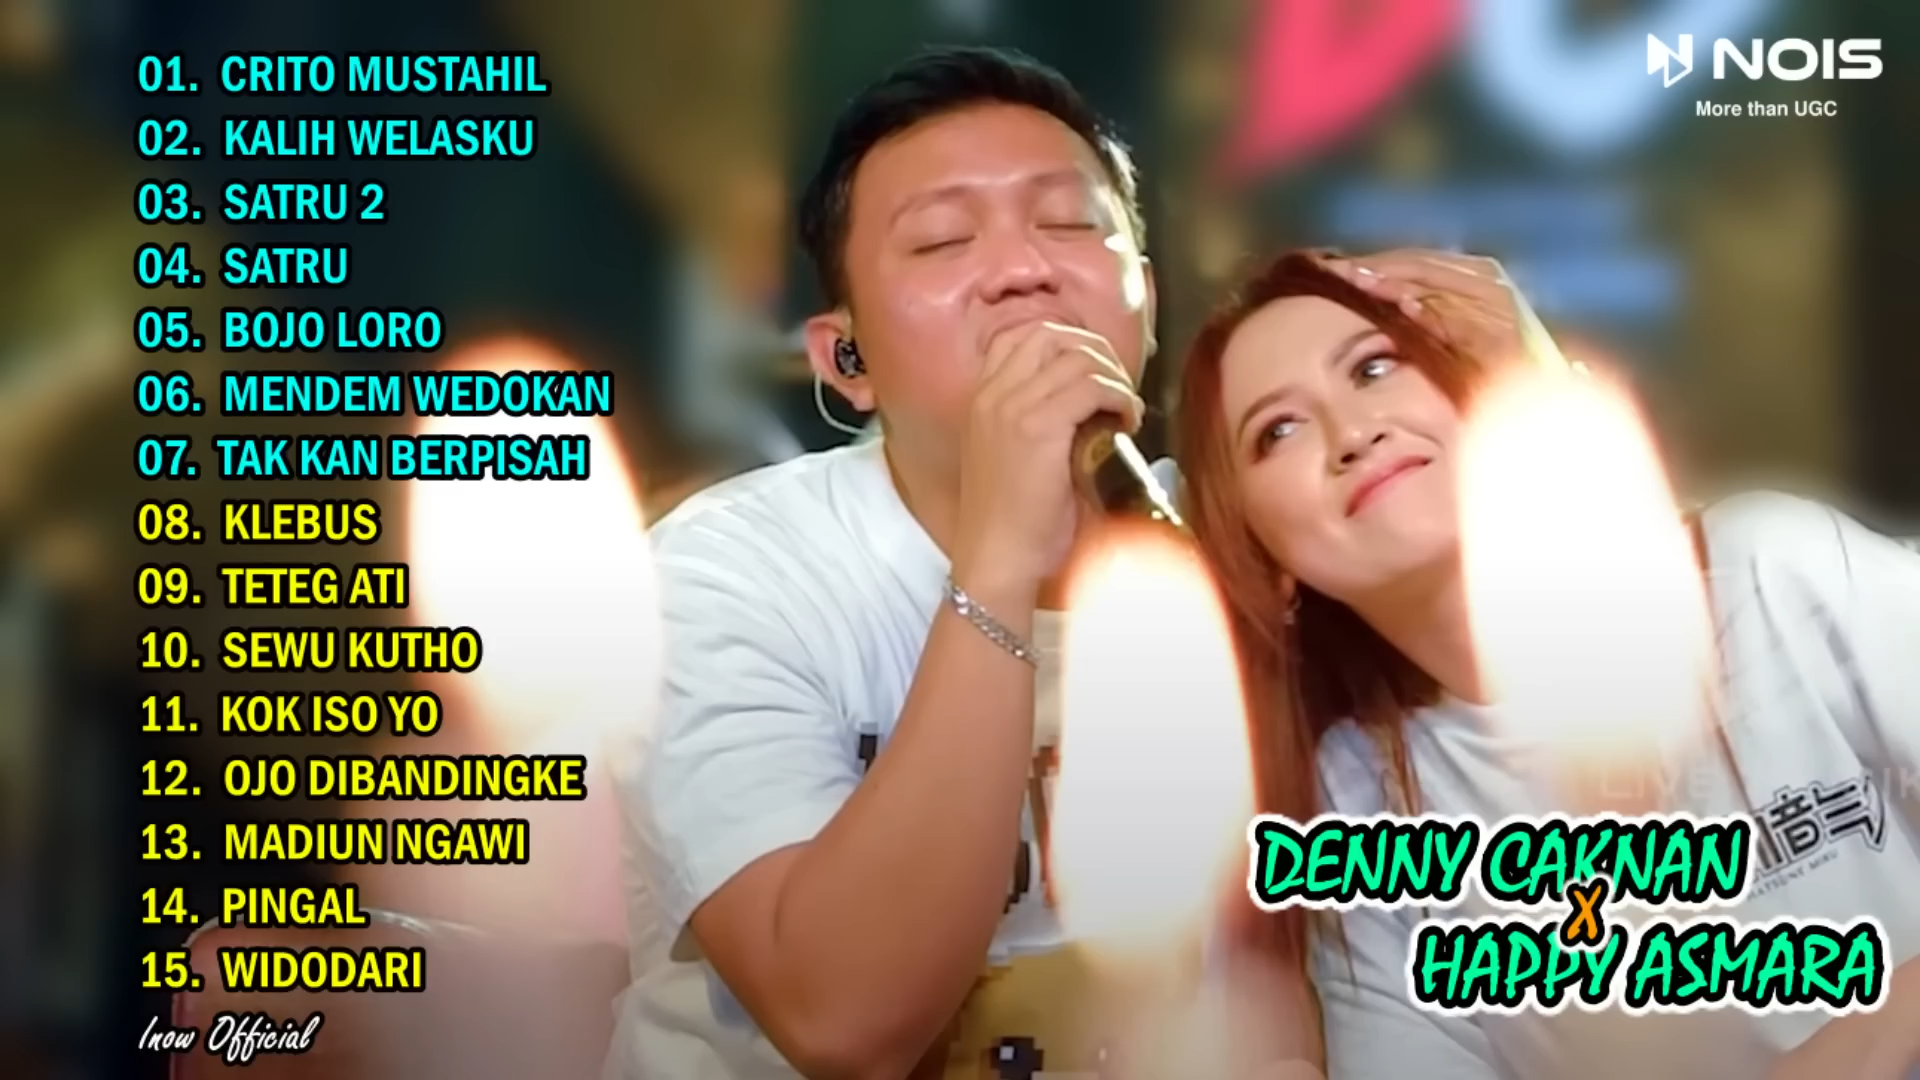 01. CRITO MUSTAHIL
02. KALIH WELASKU
03. SATRU 2
04. SATRU
05. BOJO LORO
06. MENDEM WEDOKAN
07. TAK KAN BERPISAH
08. KLEBUS
09. TETEG ATI
10. SEWU KUTHO
11. KOK ISO YO
12. OJO DIBANDINGKE
13. MADIUN NGAWI
14. PINGAL
15. WIDODARI
Inow Official
NOIS
More than UGC
DENNY CAKNAN
X
HAPPY ASMARA